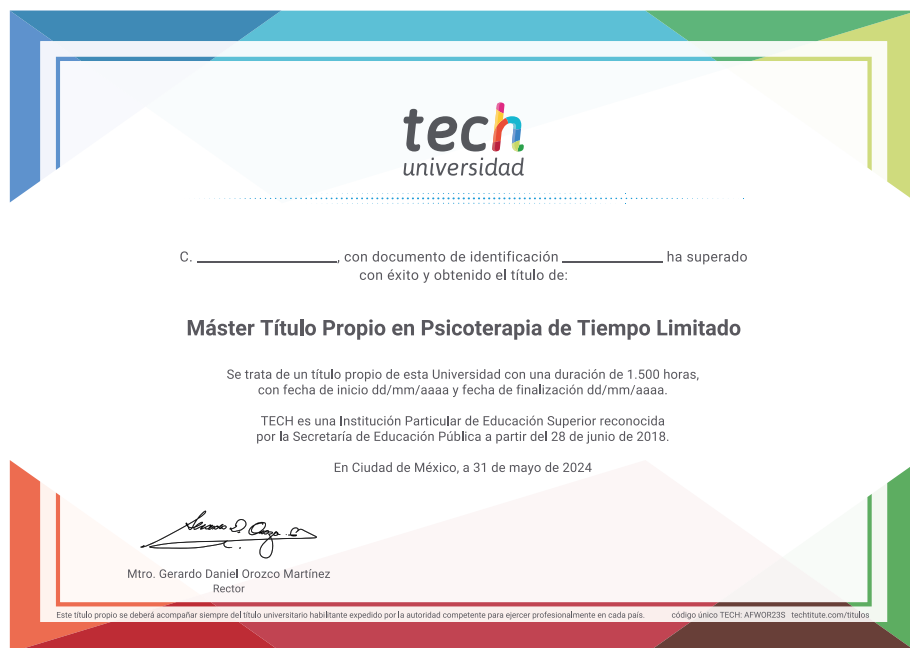 tech
universidad
C. ____________, con documento de identificación ____________ ha superado
con éxito y obtenido el título de:
Máster Título Propio en Psicoterapia de Tiempo Limitado
Se trata de un título propio de esta Universidad con una duración de 1.500 horas,
con fecha de inicio dd/mm/aaaa y fecha de finalización dd/mm/aaaa.
TECH es una Institución Particular de Educación Superior reconocida
por la Secretaría de Educación Pública a partir del 28 de junio de 2018.
En Ciudad de México, a 31 de mayo de 2024
Mtro. Gerardo Daniel Orozco Martínez
Rector
Este título propio se deberá acompañar siempre del título universitario habilitante expedido por la autoridad competente para ejercer profesionalmente en cada país. código único TECH: AFWOR23S techtitute.com/titulos